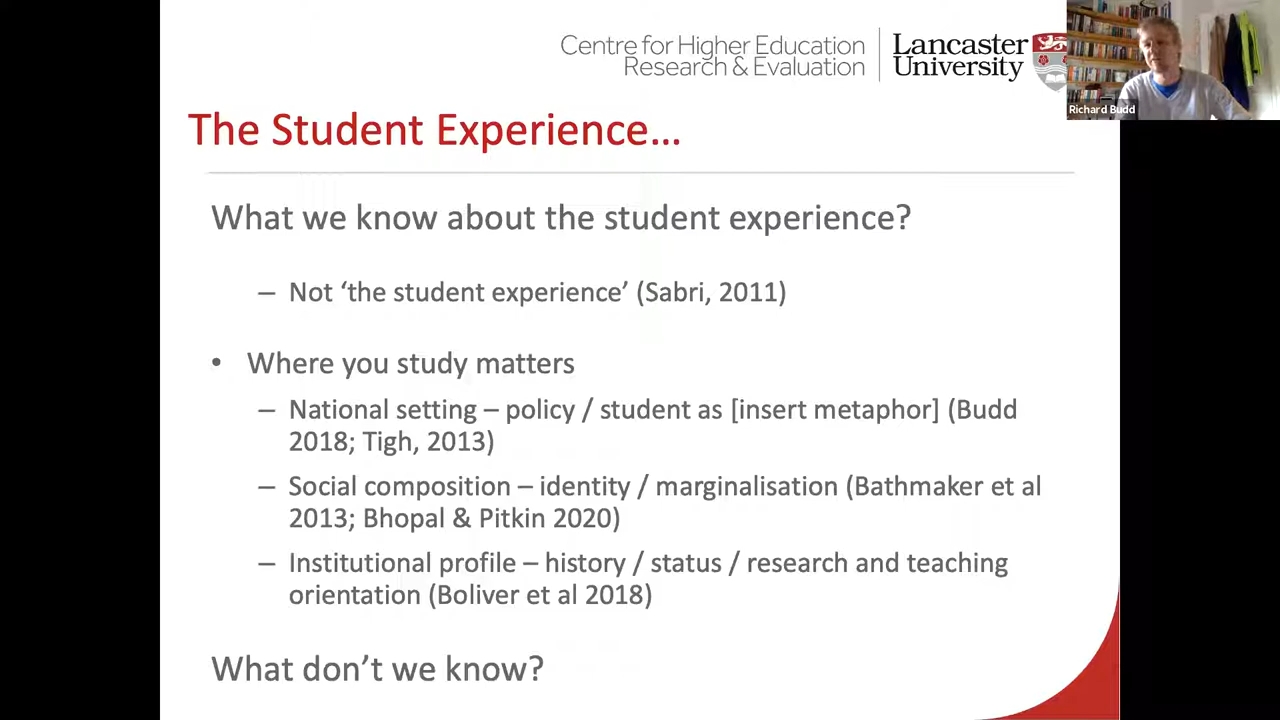 Centre for Higher Education
Research & Evaluation
Lancaster
University
Richard Budd
The Student Experience…
What we know about the student experience?
– Not ‘the student experience’ (Sabri, 2011)
• Where you study matters
– National setting – policy / student as [insert metaphor] (Budd
2018; Tigh, 2013)
– Social composition – identity / marginalisation (Bathmaker et al
2013; Bhopal & Pitkin 2020)
– Institutional profile – history / status / research and teaching
orientation (Boliver et al 2018)
What don’t we know?